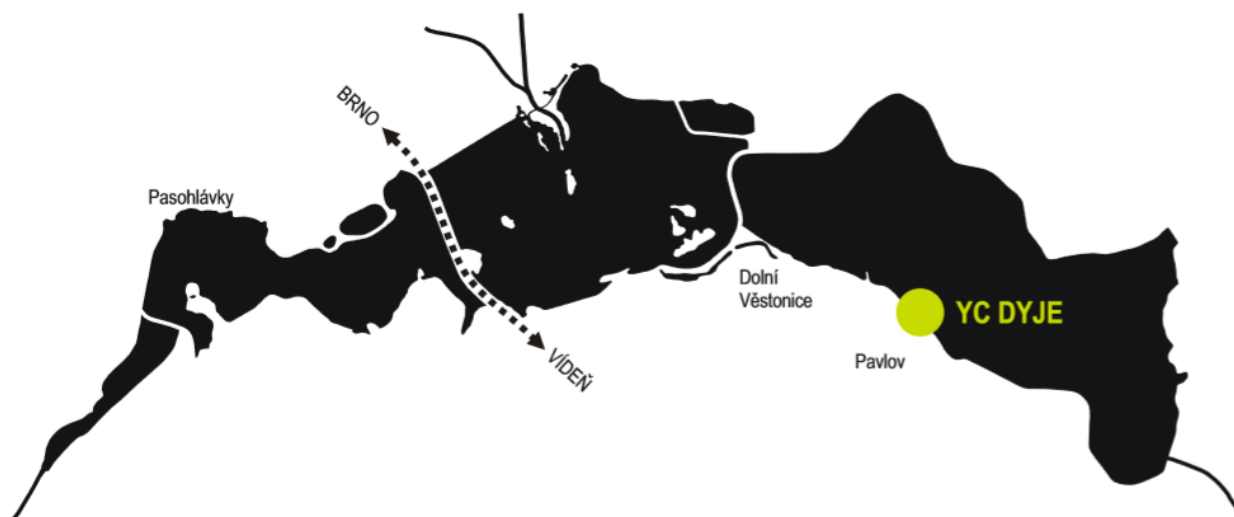 BRNO
Pasohlávky
Dolní
Věstonice
YC DYJE
VÍDEŇ
Pavlov